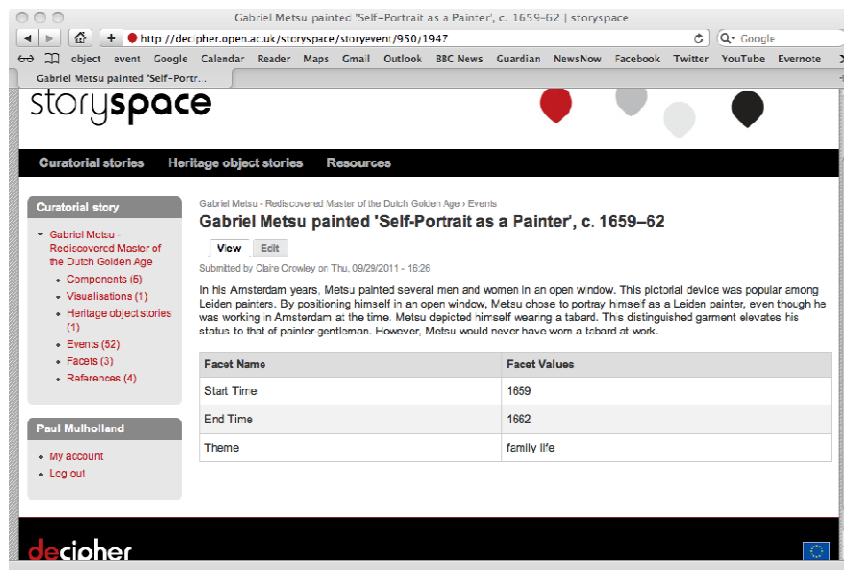 Gabriel Metsu painted 'Self-Portrait as a Painter', c. 1659–62 | storyspace
http://decipher.open.ac.uk/storyspace/storyevent/950/1947
Google
object event Google Calendar Reader Maps Gmail Outlook BBC News Guardian NewsNow Facebook Twitter YouTube Evernote
Gabriel Metsu painted 'Self-Portr...
storyspace
Curatorial stories Heritage object stories Resources
Curatorial story
Gabriel Metsu -
Rediscovered Master of
the Dutch Golden Age
Components (5)
Visualisations (1)
Heritage object stories
(1)
Events (52)
Facets (3)
References (4)
Paul Mulholland
My account
Log out
Gabriel Metsu - Rediscovered Master of the Dutch Golden Age › Events
Gabriel Metsu painted 'Self-Portrait as a Painter', c. 1659–62
View Edit
Submitted by Claire Crowley on Thu, 09/29/2011 - 16:26
In his Amsterdam years, Metsu painted several men and women in an open window. This pictorial device was popular among
Leiden painters. By positioning himself in an open window, Metsu chose to portray himself as a Leiden painter, even though he
was working in Amsterdam at the time. Metsu depicted himself wearing a tabard. This distinguished garment elevates his
status to that of painter gentleman. However, Metsu would never have worn a tabard at work.
Facet Name Facet Values
Start Time 1659
End Time 1662
Theme family life
decipher